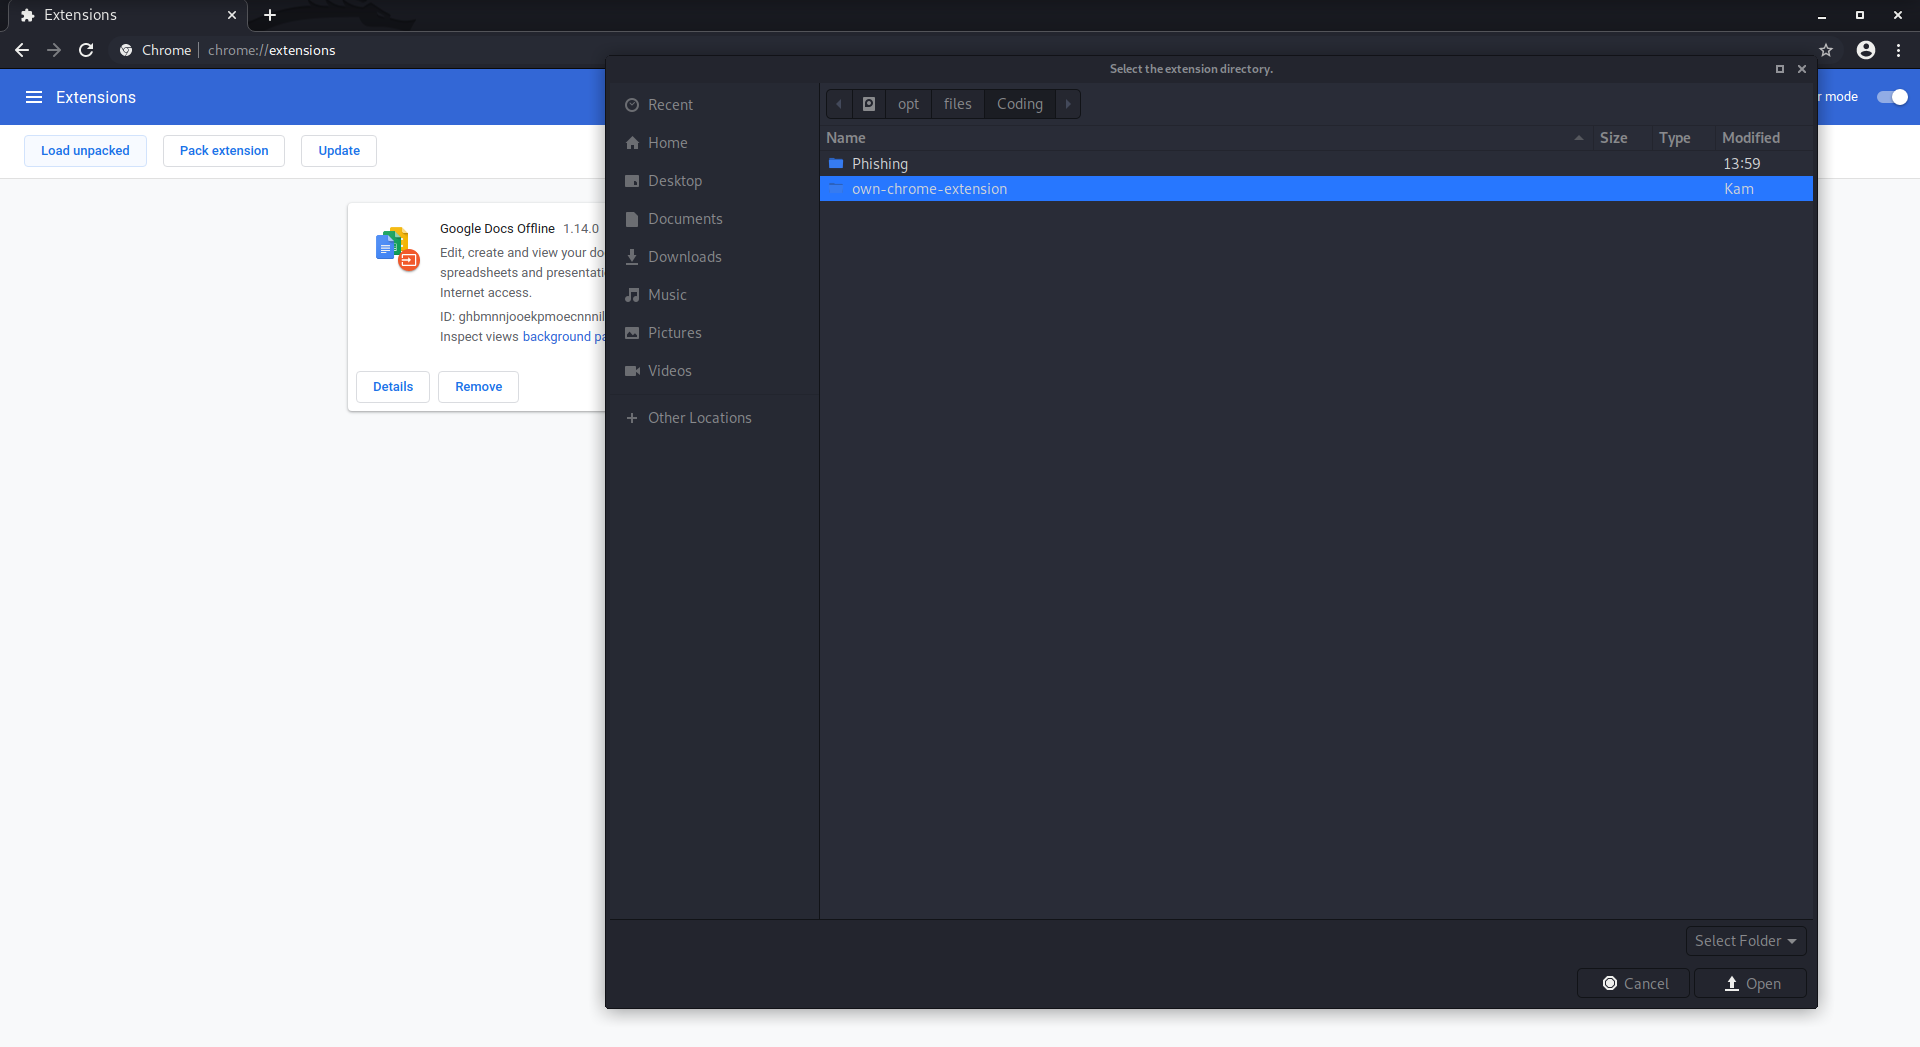 Extensions
Chrome chrome://extensions
Select the extension directory.
Extensions
r mode
Load unpacked Pack extension Update
Google Docs Offline 1.14.0
Edit, create and view your do
spreadsheets and presentati
Internet access.
ID: ghbmnnjooekpmoecnnnil
Inspect views background pa
Details Remove
Recent
Home
Desktop
Documents
Downloads
Music
Pictures
Videos
Other Locations
opt files Coding
Name Size Type Modified
Phishing 13:59
own-chrome-extension Kam
Select Folder
Cancel Open